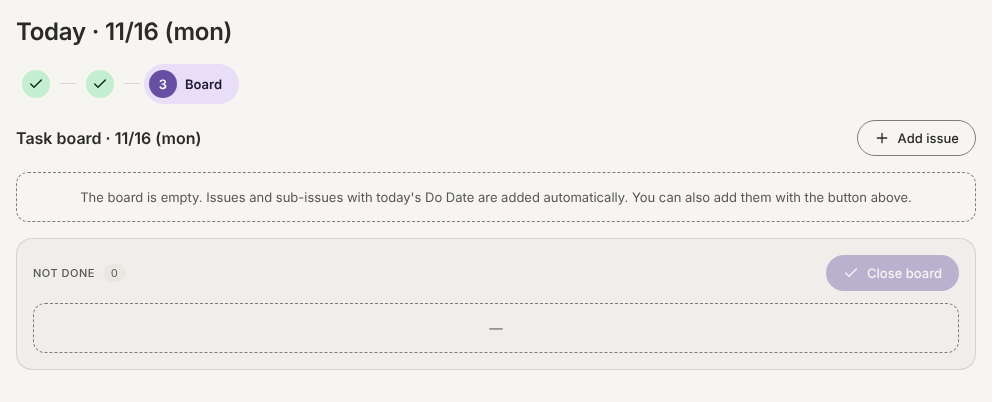 Today · 11/16 (mon)
3 Board
Task board · 11/16 (mon)
Add issue
The board is empty. Issues and sub-issues with today's Do Date are added automatically. You can also add them with the button above.
NOT DONE 0
Close board
—